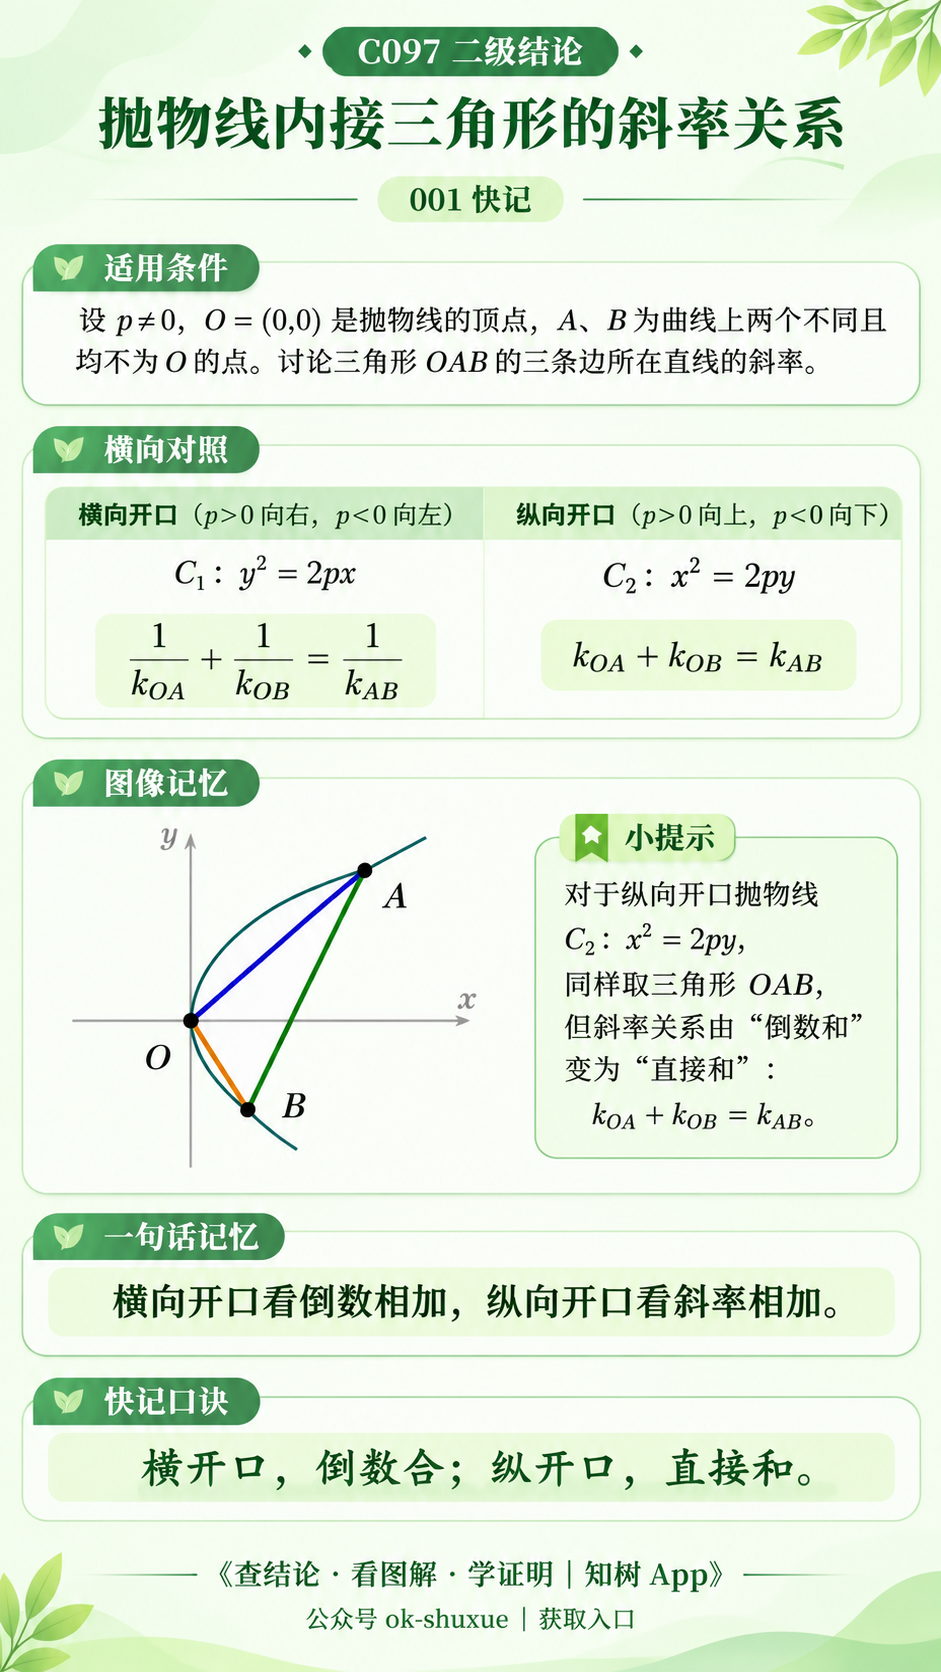 C097 二级结论
抛物线内接三角形的斜率关系
001 快记
适用条件
设 p≠0，O = (0,0) 是抛物线的顶点，A、B 为曲线上两个不同且
均不为 O 的点。讨论三角形 OAB 的三条边所在直线的斜率。
横向对照
横向开口（p>0 向右，p<0 向左）
C₁：y² = 2px
1/k_OA + 1/k_OB = 1/k_AB
纵向开口（p>0 向上，p<0 向下）
C₂：x² = 2py
k_OA + k_OB = k_AB
图像记忆
y
A
x
O
B
小提示
对于纵向开口抛物线
C₂：x² = 2py，
同样取三角形 OAB，
但斜率关系由“倒数和”
变为“直接和”：
k_OA + k_OB = k_AB。
一句话记忆
横向开口看倒数相加，纵向开口看斜率相加。
快记口诀
横开口，倒数合；纵开口，直接和。
《查结论 · 看图解 · 学证明｜知树 App》
公众号 ok-shuxue｜获取入口